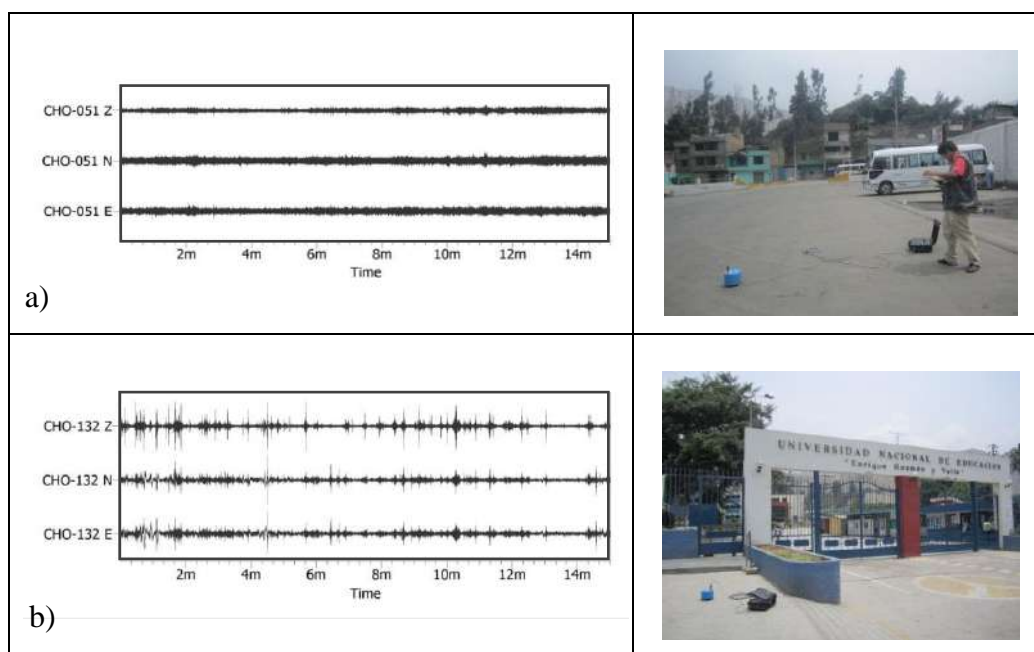 CHO-051 Z
CHO-051 N
CHO-051 E
2m 4m 6m 8m 10m 12m 14m
Time
a)
CHO-132 Z
CHO-132 N
CHO-132 E
2m 4m 6m 8m 10m 12m 14m
Time
b)
UNIVERSIDAD NACIONAL DE EDUCACION
"Enrique Guzmán y Valle"